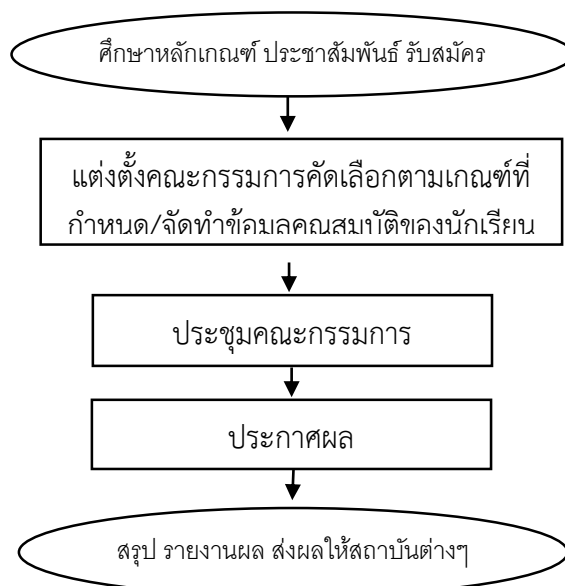 ศึกษาหลักเกณฑ์ ประชาสัมพันธ์ รับสมัคร
แต่งตั้งคณะกรรมการคัดเลือกตามเกณฑ์ที่
กำหนด/จัดทำข้อมูลคุณสมบัติของนักเรียน
ประชุมคณะกรรมการ
ประกาศผล
สรุป รายงานผล ส่งผลให้สถาบันต่างๆ